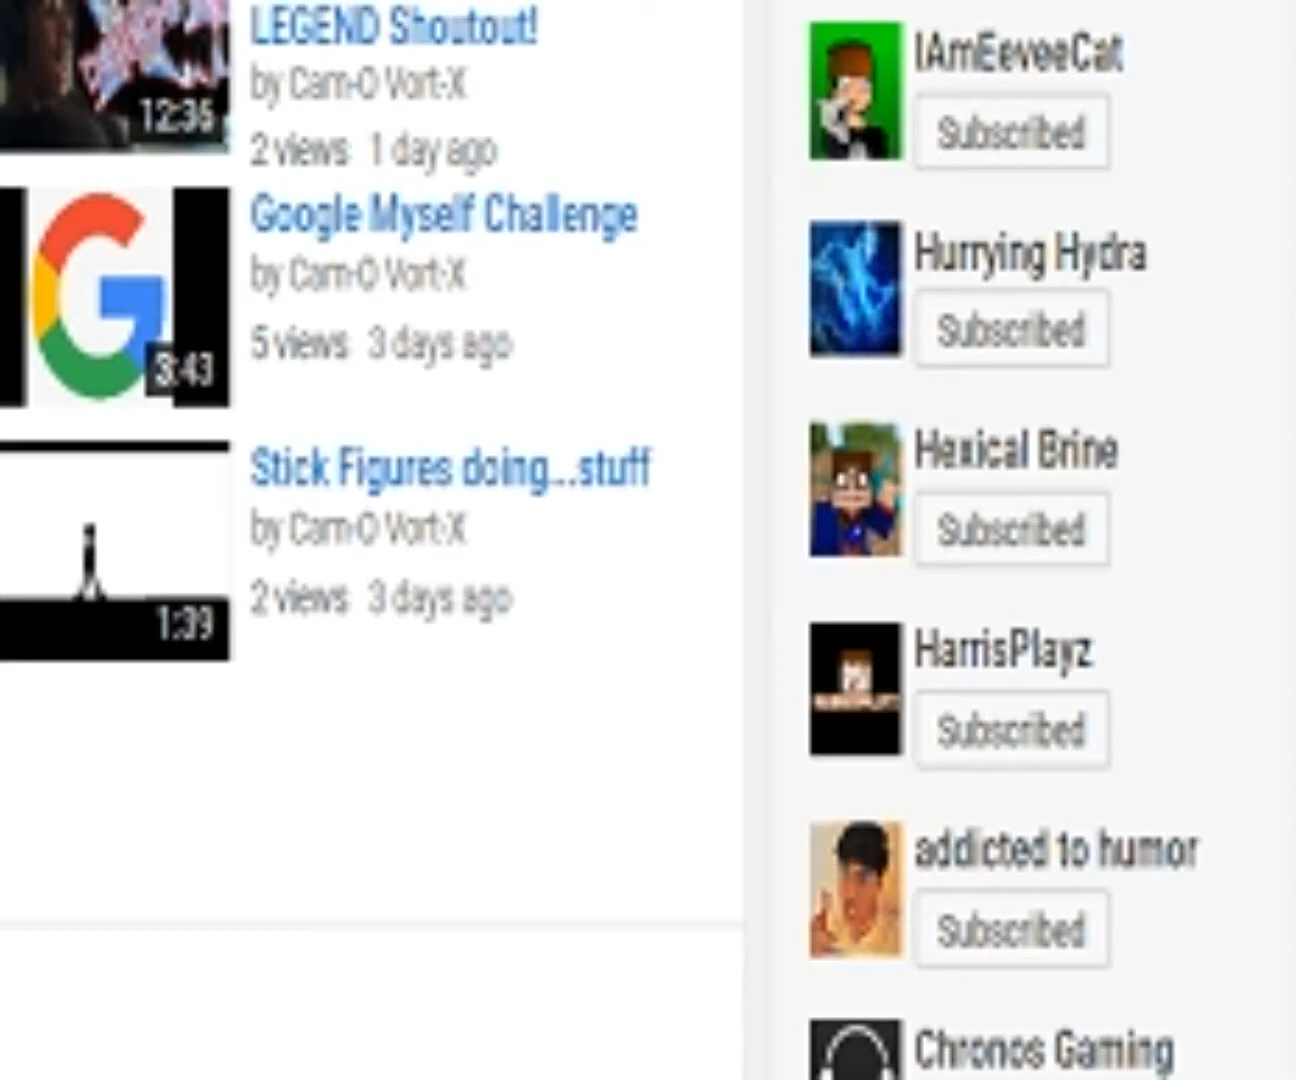 LEGEND Shoutout!
by Cam-O Vort-X
2 views 1 day ago
12:36
Google Myself Challenge
by Cam-O Vort-X
5 views 3 days ago
3:43
Stick Figures doing...stuff
by Cam-O Vort-X
2 views 3 days ago
1:39
IAmEeveeCat
Subscribed
Hurrying Hydra
Subscribed
Hexical Brine
Subscribed
HarrisPlayz
Subscribed
addicted to humor
Subscribed
Chronos Gaming